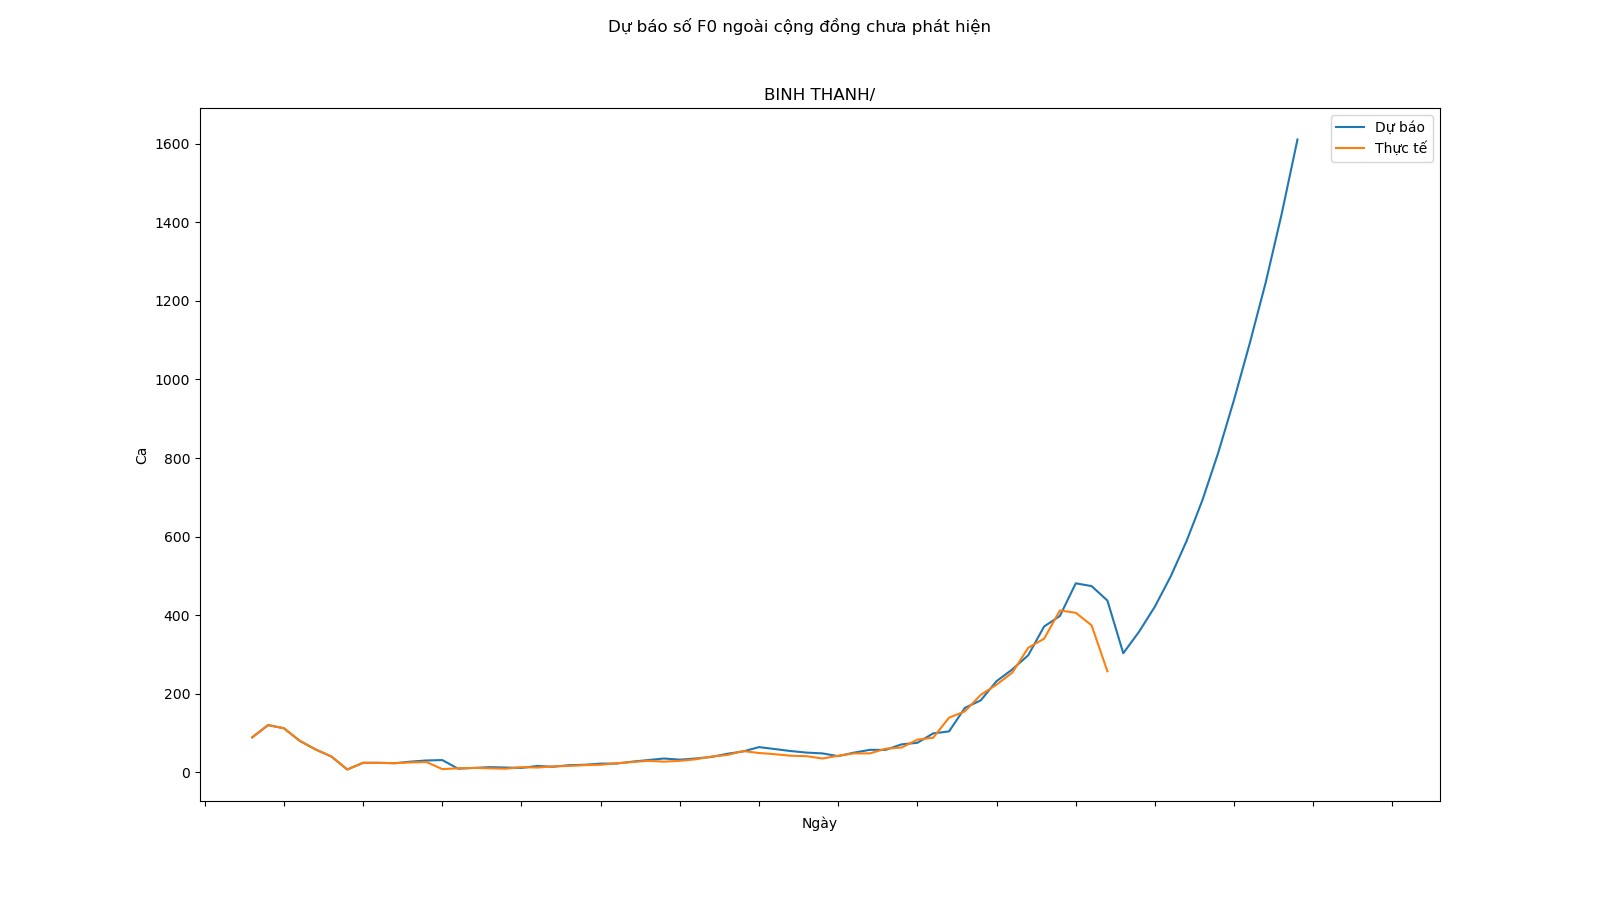 Dự báo số F0 ngoài cộng đồng chưa phát hiện
BINH THANH/
Dự báo
Thực tế
1600
1400
1200
1000
800
600
400
200
0
Ca
Ngày